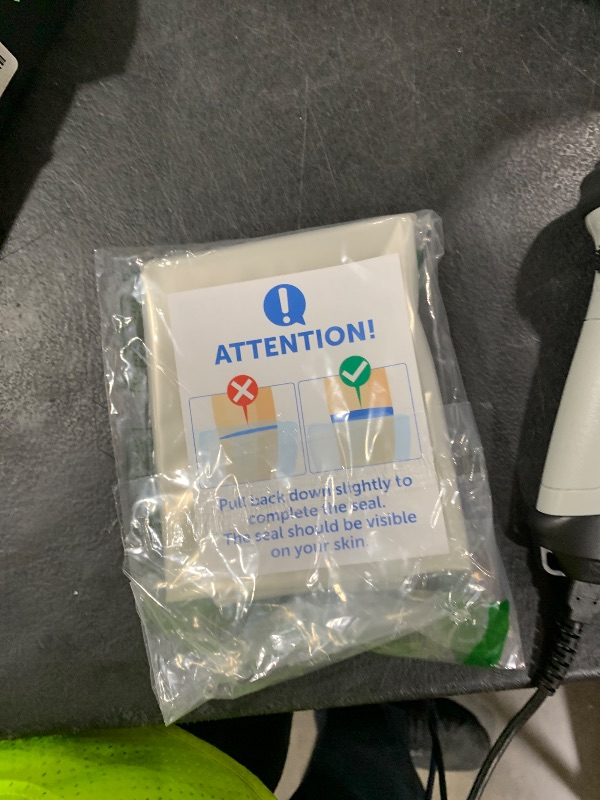 ATTENTION!
Pull back down slightly to
complete the seal.
The seal should be visible
on your skin.